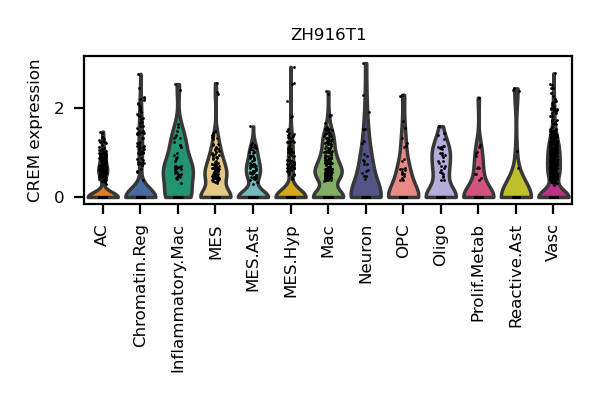 ZH916T1
CREM expression
2
0
AC
Chromatin.Reg
Inflammatory.Mac
MES
MES.Ast
MES.Hyp
Mac
Neuron
OPC
Oligo
Prolif.Metab
Reactive.Ast
Vasc